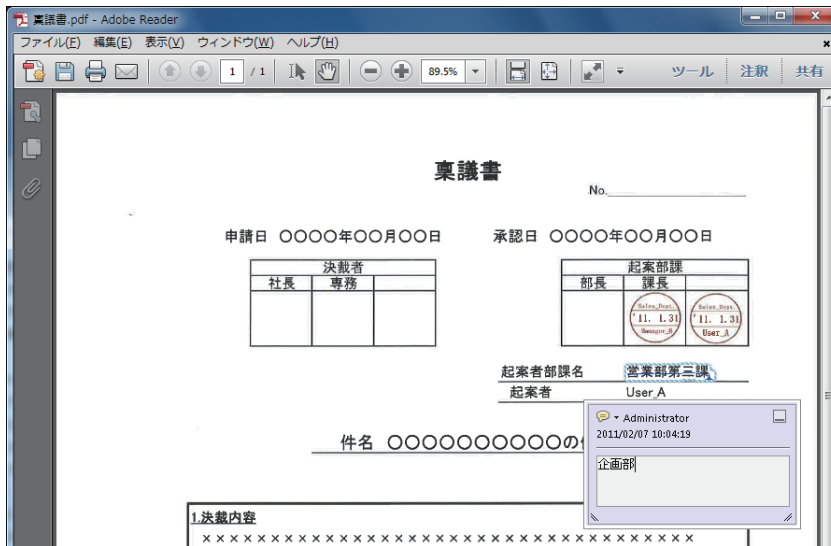 稟議書.pdf - Adobe Reader
ファイル(F) 編集(E) 表示(V) ウィンドウ(W) ヘルプ(H)
1 / 1 89.5% ツール 注釈 共有
稟議書
No.
申請日 〇〇〇〇年〇〇月〇〇日 承認日 〇〇〇〇年〇〇月〇〇日
決裁者 起案部課
社長 専務 部長 課長
Sales_Dept. Sales_Dept.
'11. 1.31 '11. 1.31
Manager_B User_A
起案者部課名 営業部第三課
起案者 User_A
Administrator
2011/02/07 10:04:19
件名 〇〇〇〇〇〇〇〇〇〇の
企画部
1.決裁内容
××××××××××××××××××××××××××××××××××××